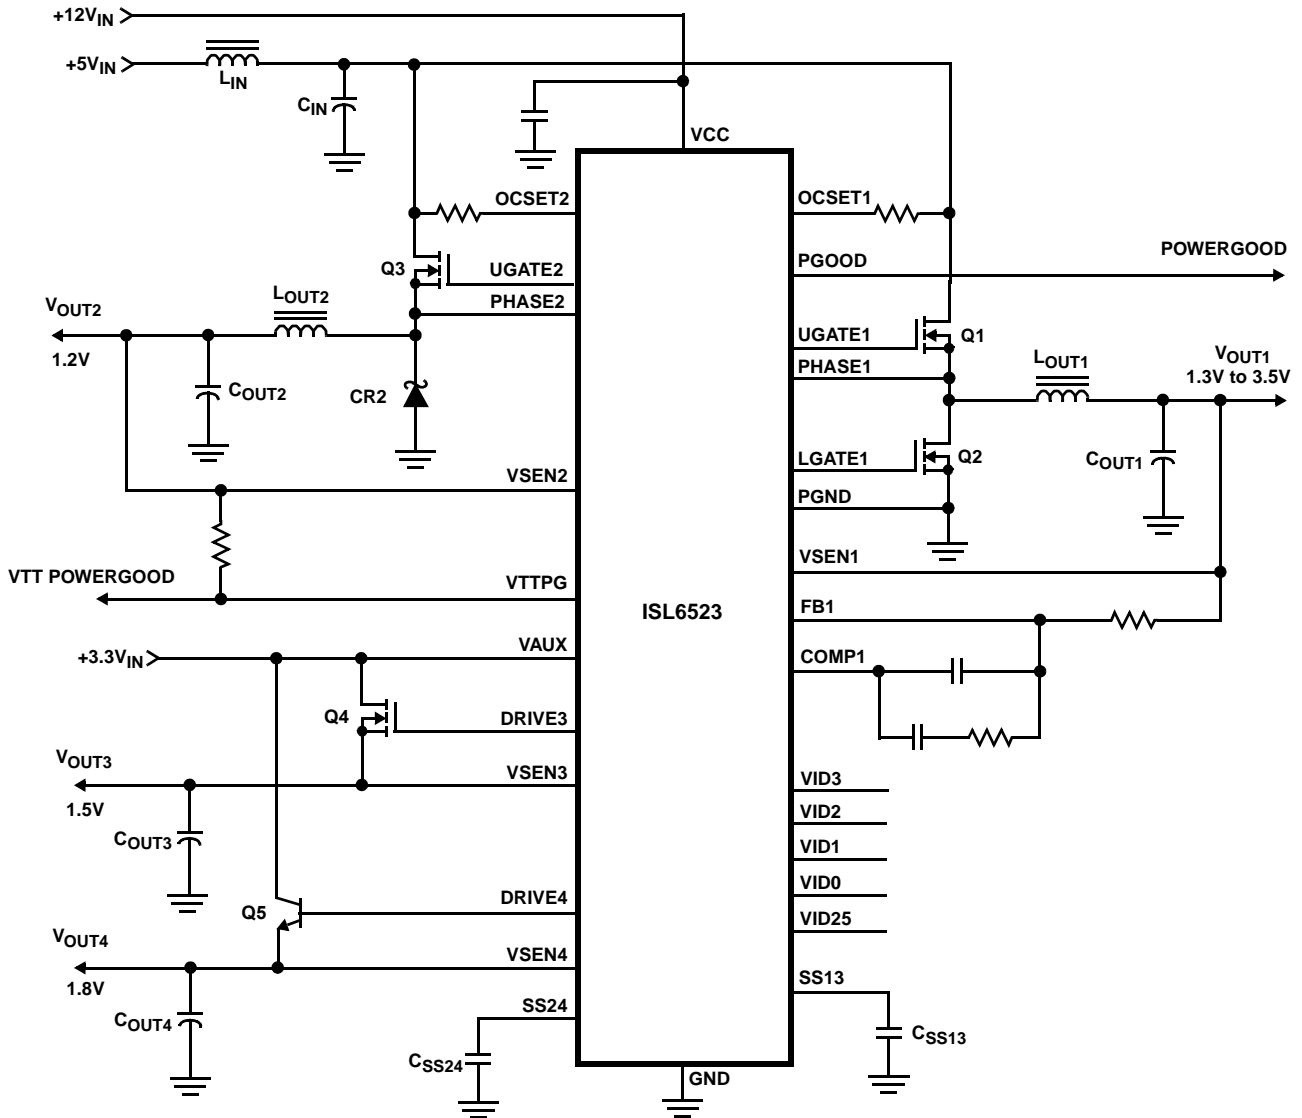 +12VIN
+5VIN
LIN
CIN
VCC
OCSET2
OCSET1
PGOOD
POWERGOOD
Q3
UGATE2
PHASE2
LOUT2
VOUT2
1.2V
COUT2
CR2
UGATE1
Q1
PHASE1
LOUT1
VOUT1
1.3V to 3.5V
LGATE1
Q2
COUT1
PGND
VSEN2
VSEN1
VTT POWERGOOD
VTTPG
ISL6523
FB1
+3.3VIN
VAUX
COMP1
Q4
DRIVE3
VOUT3
1.5V
VSEN3
COUT3
VID3
VID2
VID1
VID0
VID25
Q5
DRIVE4
VOUT4
1.8V
VSEN4
COUT4
SS24
CSS24
SS13
CSS13
GND